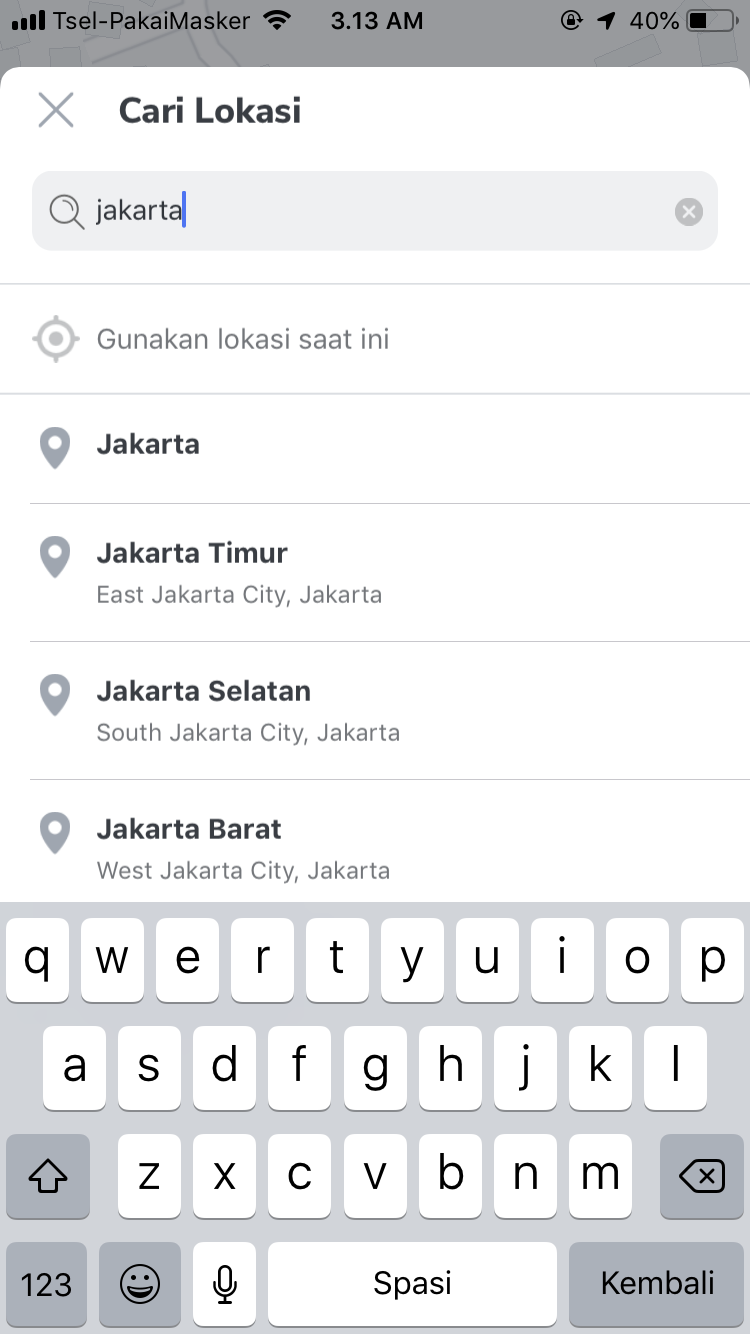 Tsel-PakaiMasker 3.13 AM 40%
Cari Lokasi
jakarta
Gunakan lokasi saat ini
Jakarta
Jakarta Timur
East Jakarta City, Jakarta
Jakarta Selatan
South Jakarta City, Jakarta
Jakarta Barat
West Jakarta City, Jakarta
q w e r t y u i o p
a s d f g h j k l
z x c v b n m
123 Spasi Kembali